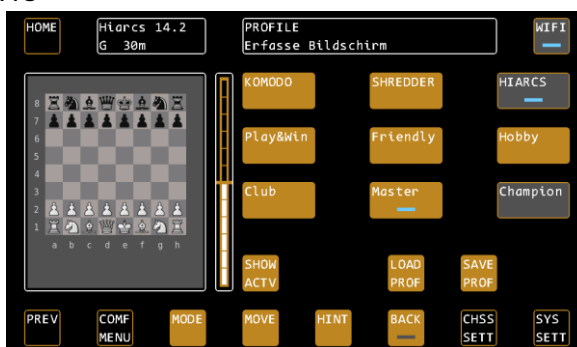 HOME
Hiarcs 14.2
G 30m
PROFILE
Erfasse Bildschirm
WIFI
KOMODO
SHREDDER
HIARCS
Play&Win
Friendly
Hobby
Club
Master
Champion
8
7
6
5
4
3
2
1
a b c d e f g h
SHOW
ACTV
LOAD
PROF
SAVE
PROF
PREV
COMF
MENU
MODE
MOVE
HINT
BACK
CHSS
SETT
SYS
SETT